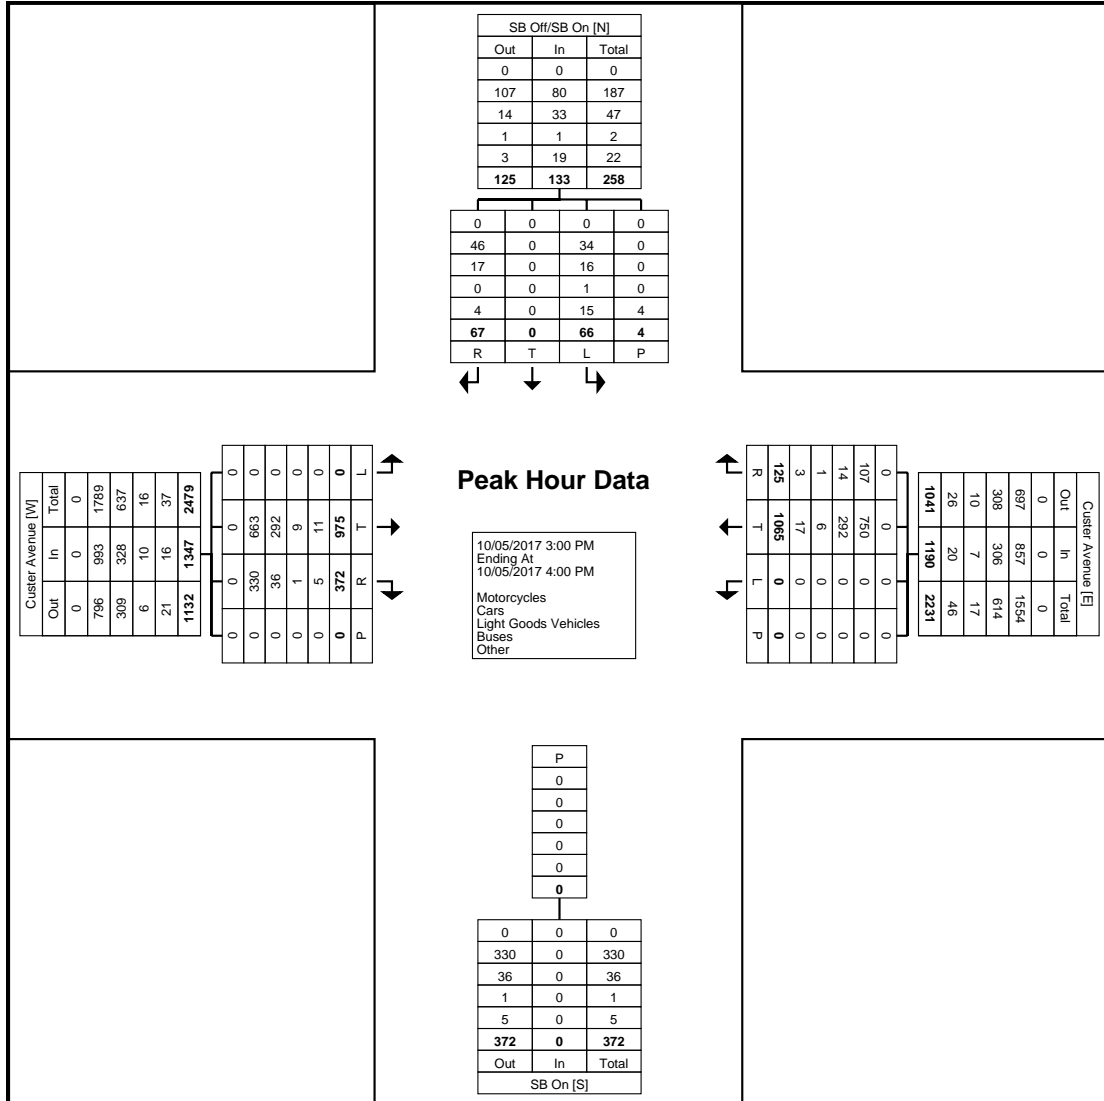 SB Off/SB On [N]
Out In Total
0 0 0
107 80 187
14 33 47
1 1 2
3 19 22
125 133 258
0 0 0 0
46 0 34 0
17 0 16 0
0 0 1 0
4 0 15 4
67 0 66 4
R T L P
Custer Avenue [W]
Total In Out
0 0 0
1789 993 796
637 328 309
16 10 6
37 16 21
2479 1347 1132
0 0 0 0
0 663 330 0
0 292 36 0
0 9 1 0
0 11 5 0
0 975 372 0
L T R P
Peak Hour Data
10/05/2017 3:00 PM
Ending At
10/05/2017 4:00 PM
Motorcycles
Cars
Light Goods Vehicles
Buses
Other
R T L P
125 1065 0 0
3 17 0 0
1 6 0 0
14 292 0 0
107 750 0 0
0 0 0 0
Custer Avenue [E]
Out In Total
0 0 0
697 857 1554
308 306 614
10 7 17
26 20 46
1041 1190 2231
P
0
0
0
0
0
0
0 0 0
330 0 330
36 0 36
1 0 1
5 0 5
372 0 372
Out In Total
SB On [S]